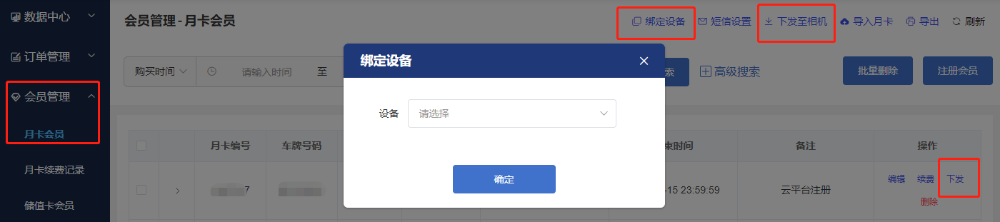 数据中心
订单管理
会员管理
月卡会员
月卡续费记录
储值卡会员
会员管理 - 月卡会员
绑定设备
短信设置
下发至相机
导入月卡
导出
刷新
购买时间
请输入时间
至
索
高级搜索
批量删除
注册会员
绑定设备
设备
请选择
确定
月卡编号
车牌号码
束时间
备注
操作
7
-15 23:59:59
云平台注册
编辑
续费
下发
删除